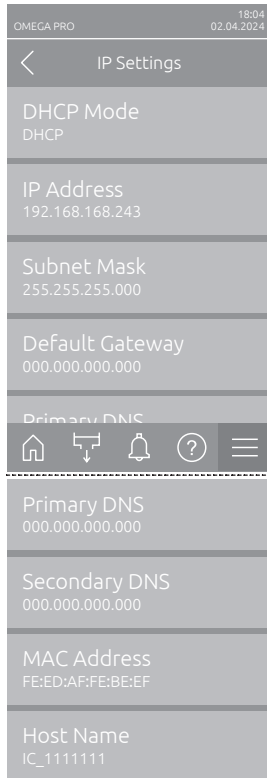 18:04
OMEGA PRO 02.04.2024
IP Settings
DHCP Mode
DHCP
IP Address
192.168.168.243
Subnet Mask
255.255.255.000
Default Gateway
000.000.000.000
Primary DNS
Primary DNS
000.000.000.000
Secondary DNS
000.000.000.000
MAC Address
FE:ED:AF:FE:BE:EF
Host Name
IC_1111111